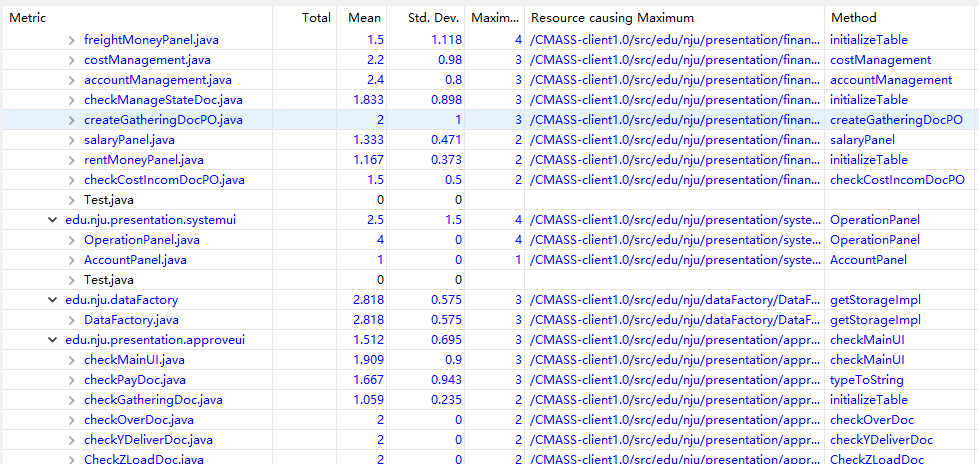 Metric Total Mean Std. Dev. Maxim... Resource causing Maximum Method
freightMoneyPanel.java 1.5 1.118 4 /CMASS-client1.0/src/edu/nju/presentation/finan... initializeTable
costManagement.java 2.2 0.98 3 /CMASS-client1.0/src/edu/nju/presentation/finan... costManagement
accountManagement.java 2.4 0.8 3 /CMASS-client1.0/src/edu/nju/presentation/finan... accountManagement
checkManageStateDoc.java 1.833 0.898 3 /CMASS-client1.0/src/edu/nju/presentation/finan... initializeTable
createGatheringDocPO.java 2 1 3 /CMASS-client1.0/src/edu/nju/presentation/finan... createGatheringDocPO
salaryPanel.java 1.333 0.471 2 /CMASS-client1.0/src/edu/nju/presentation/finan... salaryPanel
rentMoneyPanel.java 1.167 0.373 2 /CMASS-client1.0/src/edu/nju/presentation/finan... initializeTable
checkCostIncomDocPO.java 1.5 0.5 2 /CMASS-client1.0/src/edu/nju/presentation/finan... checkCostIncomDocPO
Test.java 0 0
edu.nju.presentation.systemui 2.5 1.5 4 /CMASS-client1.0/src/edu/nju/presentation/syste... OperationPanel
OperationPanel.java 4 0 4 /CMASS-client1.0/src/edu/nju/presentation/syste... OperationPanel
AccountPanel.java 1 0 1 /CMASS-client1.0/src/edu/nju/presentation/syste... AccountPanel
Test.java 0 0
edu.nju.dataFactory 2.818 0.575 3 /CMASS-client1.0/src/edu/nju/dataFactory/DataF... getStorageImpl
DataFactory.java 2.818 0.575 3 /CMASS-client1.0/src/edu/nju/dataFactory/DataF... getStorageImpl
edu.nju.presentation.approveui 1.512 0.695 3 /CMASS-client1.0/src/edu/nju/presentation/appr... checkMainUI
checkMainUI.java 1.909 0.9 3 /CMASS-client1.0/src/edu/nju/presentation/appr... checkMainUI
checkPayDoc.java 1.667 0.943 3 /CMASS-client1.0/src/edu/nju/presentation/appr... typeToString
checkGatheringDoc.java 1.059 0.235 2 /CMASS-client1.0/src/edu/nju/presentation/appr... initializeTable
checkOverDoc.java 2 0 2 /CMASS-client1.0/src/edu/nju/presentation/appr... checkOverDoc
checkYDeliverDoc.java 2 0 2 /CMASS-client1.0/src/edu/nju/presentation/appr... checkYDeliverDoc
CheckZLoadDoc.java 2 0 2 /CMASS-client1.0/src/edu/nju/presentation/appr... CheckZLoadDoc